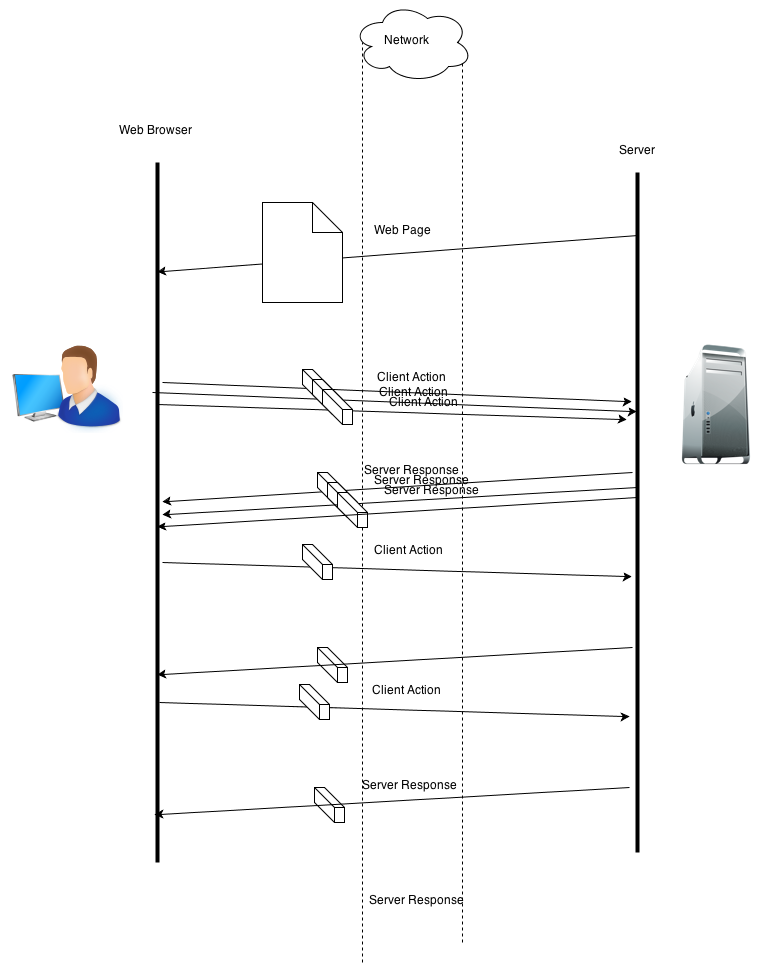 Network
Web Browser
Server
Web Page
Client Action
Client Action
Client Action
Server Response
Server Response
Server Response
Client Action
Client Action
Server Response
Server Response